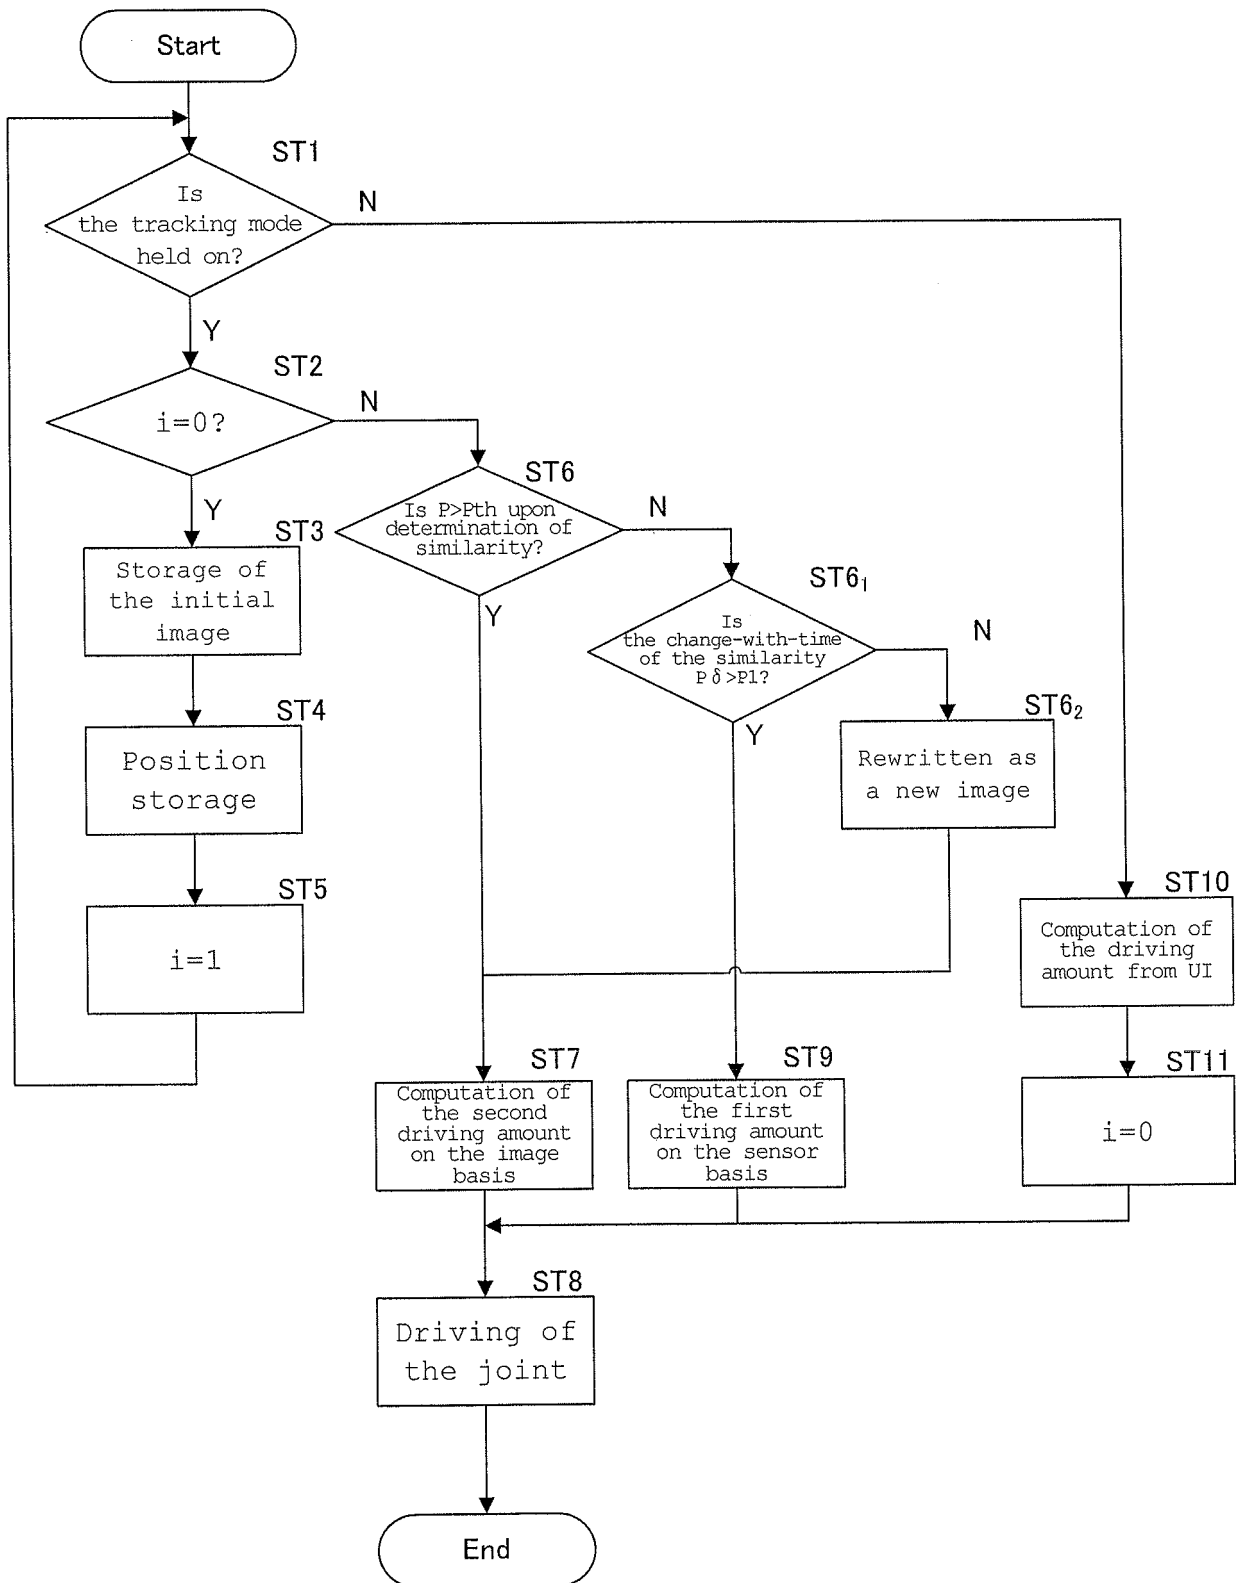 Start
ST1
Is
the tracking mode
held on?
N
Y
ST2
i=0?
N
Y
ST6
Is P>Pth upon
determination of
similarity?
N
Y
ST3
Storage of
the initial
image
ST6₁
Is
the change-with-time
of the similarity
Pδ>P1?
N
Y
ST4
Position
storage
ST6₂
Rewritten as
a new image
ST5
i=1
ST10
Computation of
the driving
amount from UI
ST7
Computation of
the second
driving amount
on the image
basis
ST9
Computation of
the first
driving amount
on the sensor
basis
ST11
i=0
ST8
Driving of
the joint
End